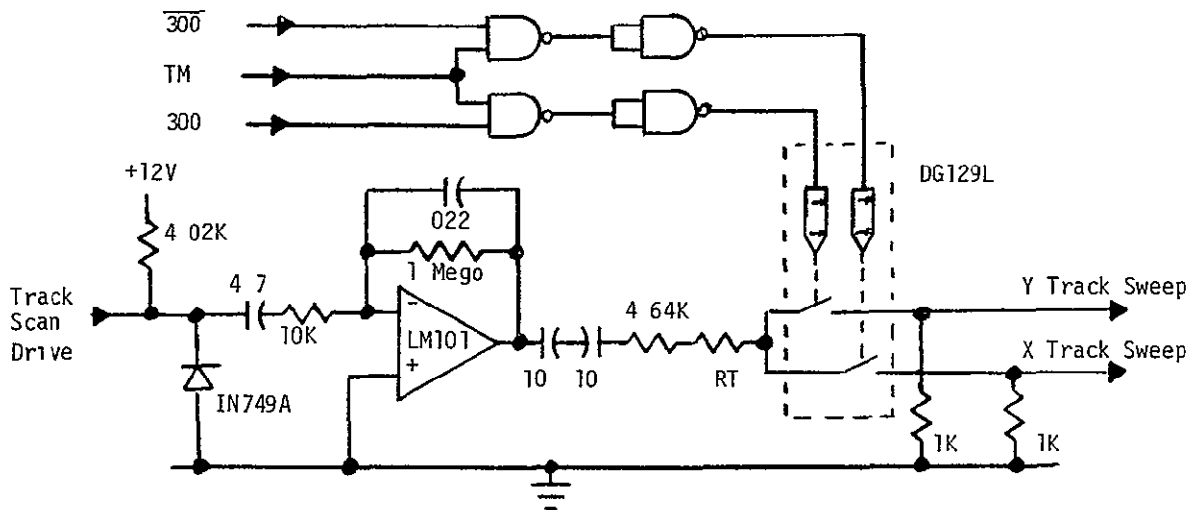 300
TM
300
DG129L
+12V
4 02K
022
1 Mego
Track
Scan
Drive
4 7
10K
LM101
−
+
IN749A
10
10
4 64K
RT
Y Track Sweep
X Track Sweep
1K
1K